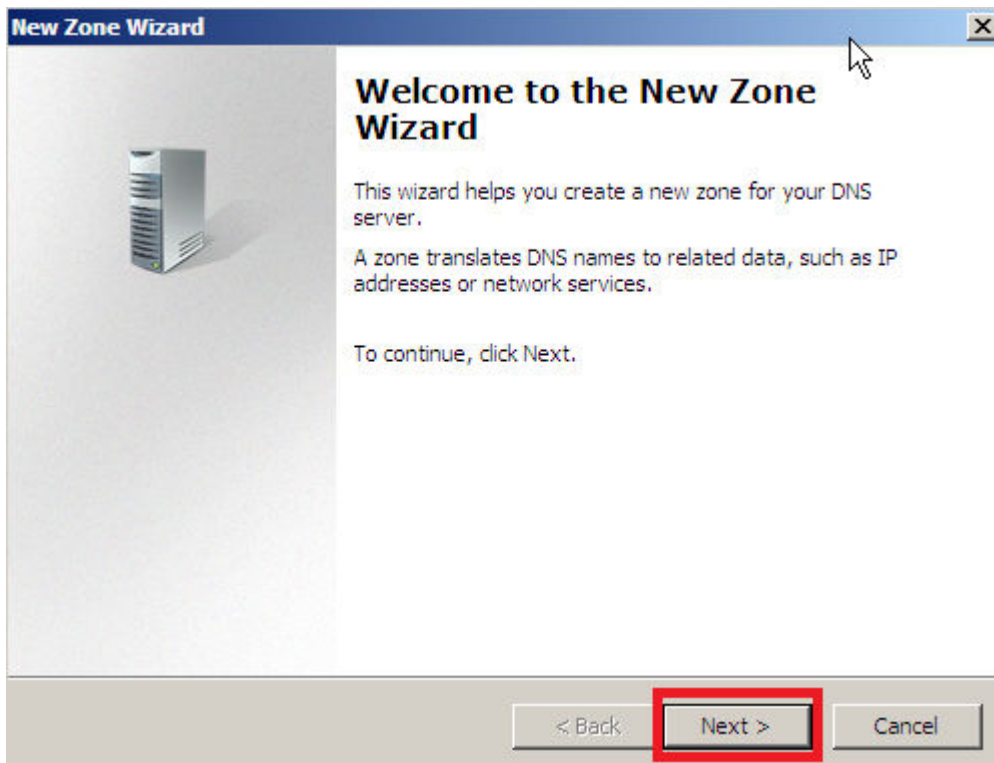 New Zone Wizard
Welcome to the New Zone
Wizard
This wizard helps you create a new zone for your DNS
server.
A zone translates DNS names to related data, such as IP
addresses or network services.
To continue, click Next.
< Back
Next >
Cancel